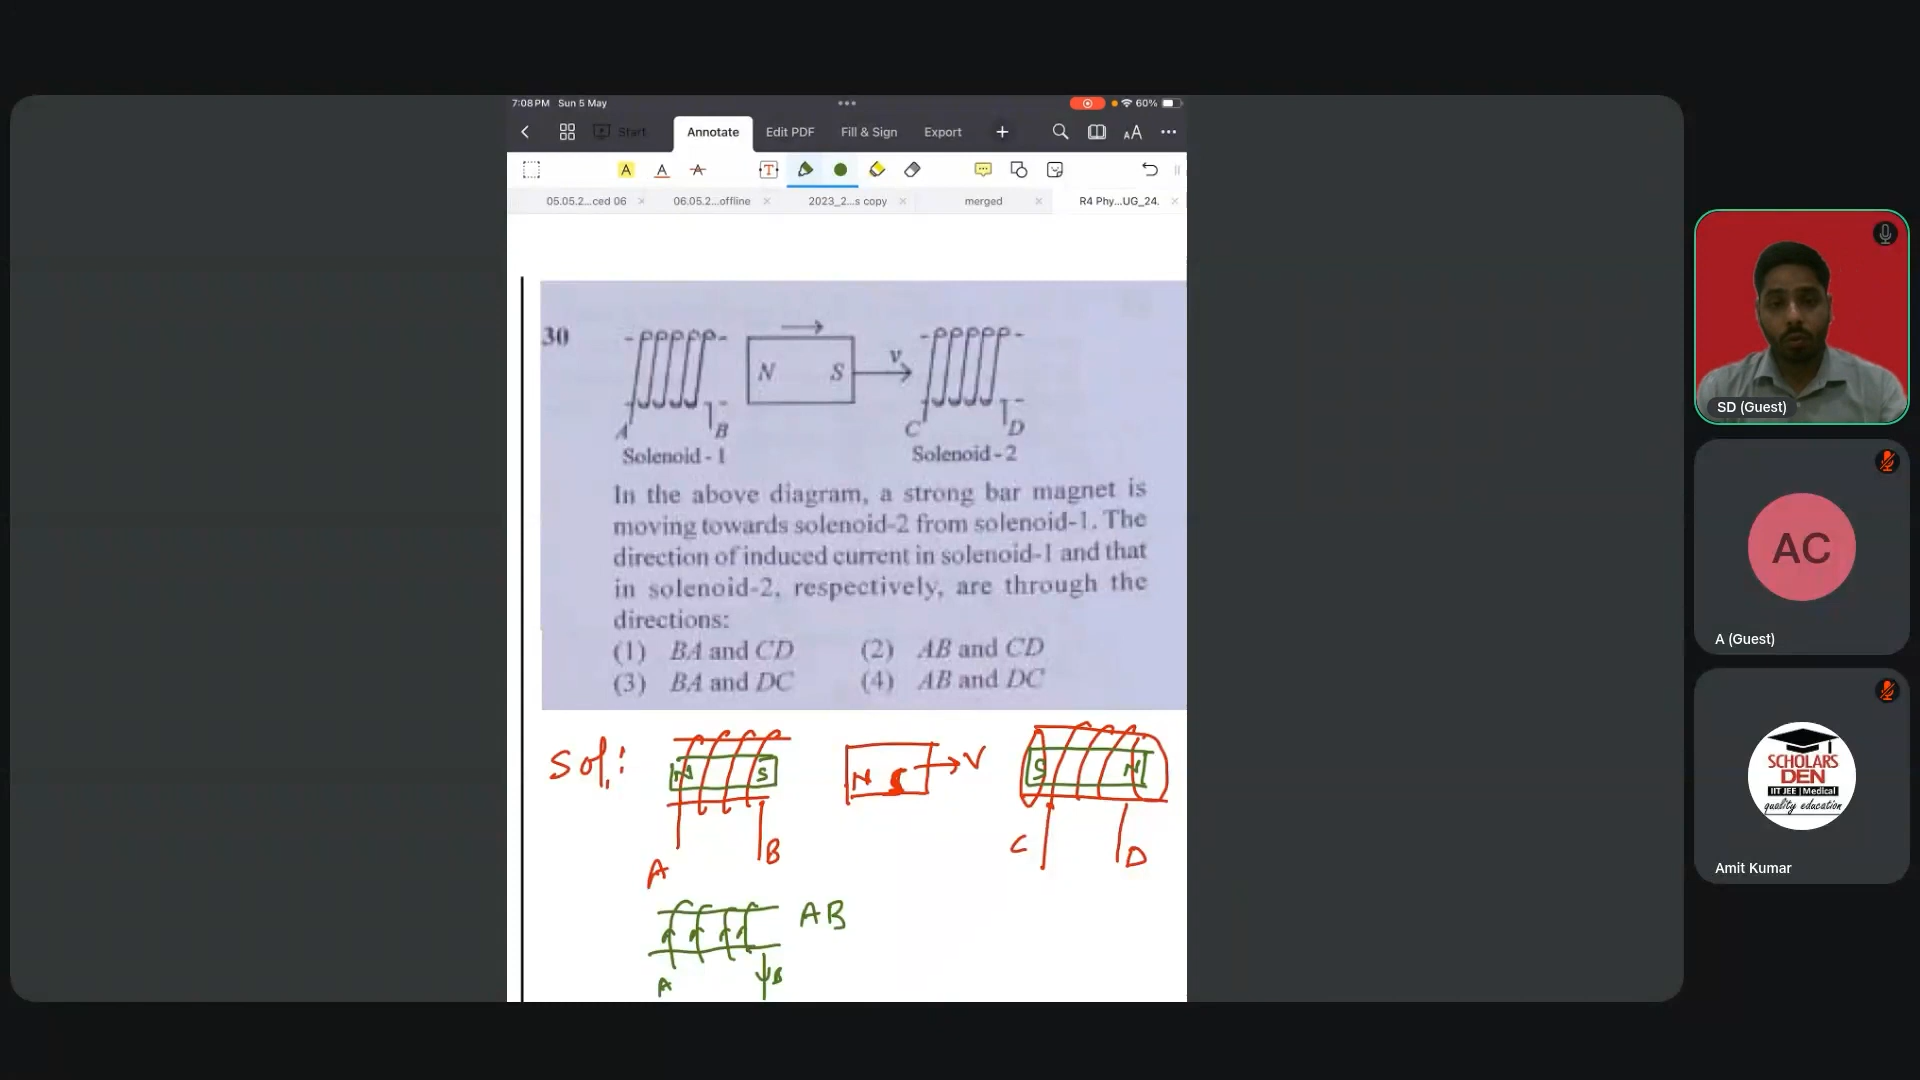 7:08 PM Sun 5 May
60%
Start
Annotate
Edit PDF
Fill & Sign
Export
05.05.2...ced 06
06.05.2...offline
2023_2...s copy
merged
R4 Phy...UG_24.
30
N S v
A B
C D
Solenoid - 1
Solenoid - 2
In the above diagram, a strong bar magnet is
moving towards solenoid-2 from solenoid-1. The
direction of induced current in solenoid-1 and that
in solenoid-2, respectively, are through the
directions:
(1) BA and CD (2) AB and CD
(3) BA and DC (4) AB and DC
Sol:
N S
N S V
S N
A B
C D
AB
A B
SD (Guest)
AC
A (Guest)
SCHOLARS
DEN
IIT JEE | Medical
quality education
Amit Kumar